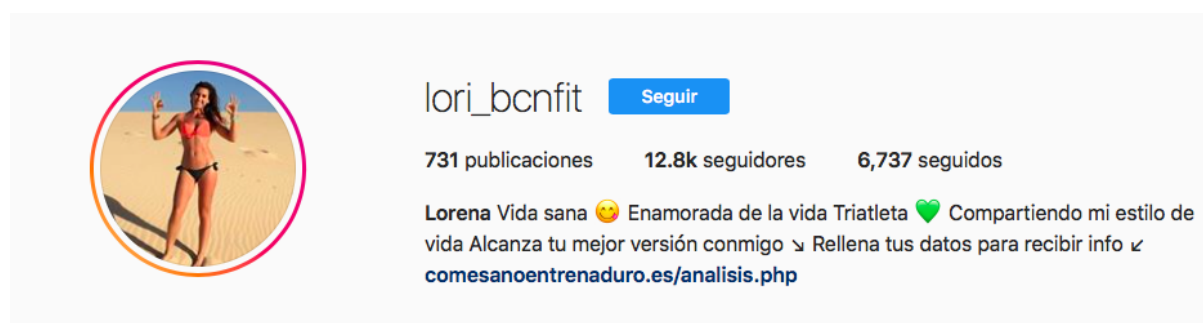 lori_bcnfit Seguir
731 publicaciones 12.8k seguidores 6,737 seguidos
Lorena Vida sana 😋 Enamorada de la vida Triatleta 💚 Compartiendo mi estilo de
vida Alcanza tu mejor versión conmigo ↘ Rellena tus datos para recibir info ↙
comesanoentrenaduro.es/analisis.php